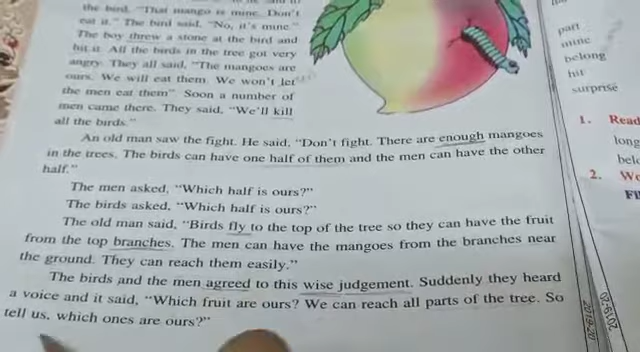 the bird, "That mango is mine. Don't
eat it." The bird said, "No, it's mine."
The boy threw a stone at the bird and
hit it. All the birds in the tree got very
angry. They all said, "The mangoes are
ours. We will eat them. We won't let
the men eat them" Soon a number of
men came there. They said, "We'll kill
all the birds."
An old man saw the fight. He said, "Don't fight. There are enough mangoes
in the trees. The birds can have one half of them and the men can have the other
half."
The men asked, "Which half is ours?"
The birds asked, "Which half is ours?"
The old man said, "Birds fly to the top of the tree so they can have the fruit
from the top branches. The men can have the mangoes from the branches near
the ground. They can reach them easily."
The birds and the men agreed to this wise judgement. Suddenly they heard
a voice and it said, "Which fruit are ours? We can reach all parts of the tree. So
tell us, which ones are ours?"
part
mine
belong
hit
surprise
1. Read
long
2.
2019-20
2019-20